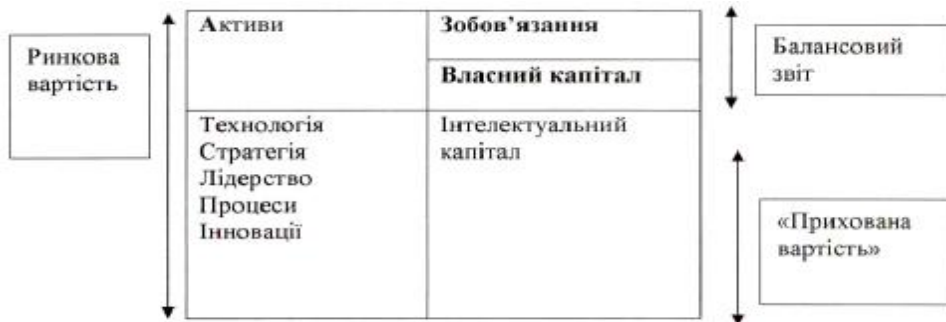 Ринкова
вартість
Активи
Зобов’язання
Власний капітал
Технологія
Стратегія
Лідерство
Процеси
Інновації
Інтелектуальний
капітал
Балансовий
звіт
«Прихована
вартість»